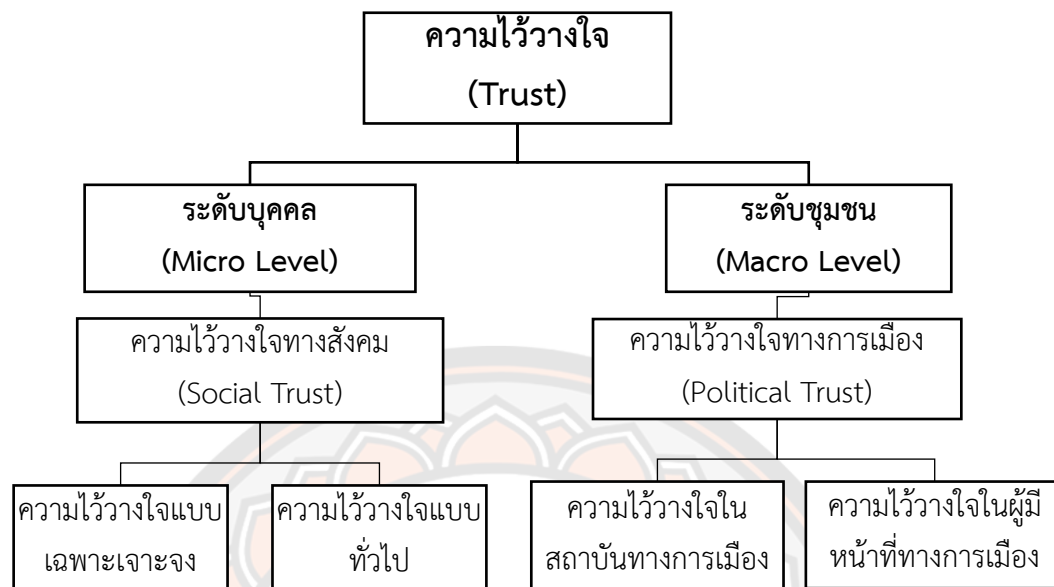 ความไว้วางใจ
(Trust)
ระดับบุคคล
(Micro Level)
ระดับชุมชน
(Macro Level)
ความไว้วางใจทางสังคม
(Social Trust)
ความไว้วางใจทางการเมือง
(Political Trust)
ความไว้วางใจแบบ
เฉพาะเจาะจง
ความไว้วางใจแบบ
ทั่วไป
ความไว้วางใจใน
สถาบันทางการเมือง
ความไว้วางใจในผู้มี
หน้าที่ทางการเมือง